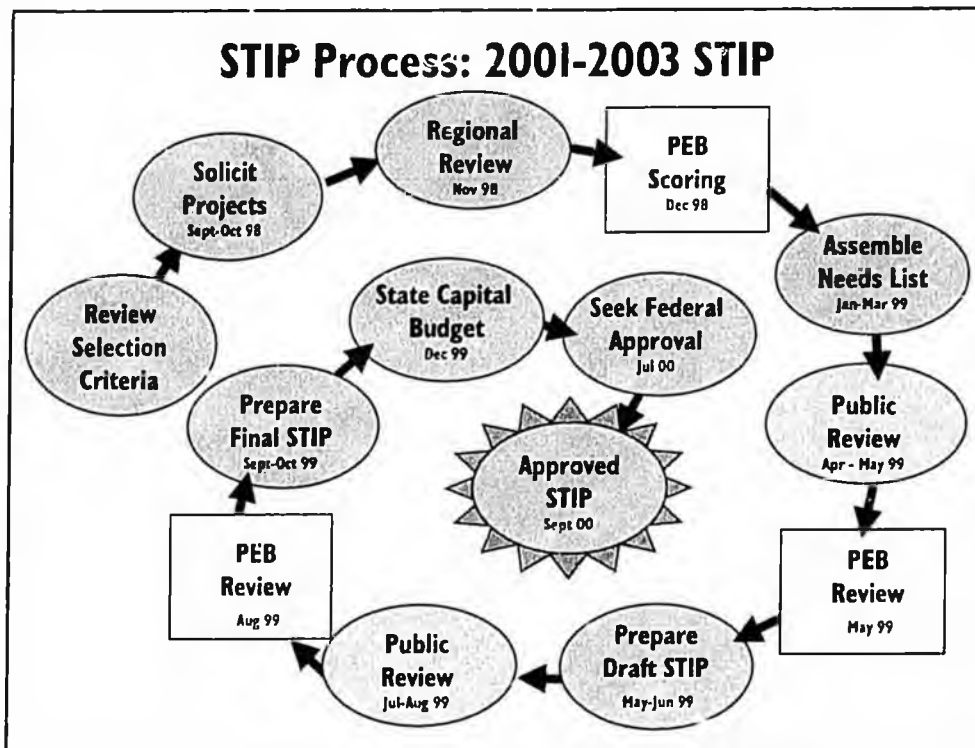 STIP Process: 2001-2003 STIP
Review
Selection
Criteria
Solicit
Projects
Sept-Oct 98
Regional
Review
Nov 98
PEB
Scoring
Dec 98
Assemble
Needs List
Jan-Mar 99
Public
Review
Apr - May 99
PEB
Review
May 99
Prepare
Draft STIP
May-Jun 99
Public
Review
Jul-Aug 99
PEB
Review
Aug 99
Prepare
Final STIP
Sept-Oct 99
State Capital
Budget
Dec 99
Seek Federal
Approval
Jul 00
Approved
STIP
Sept 00